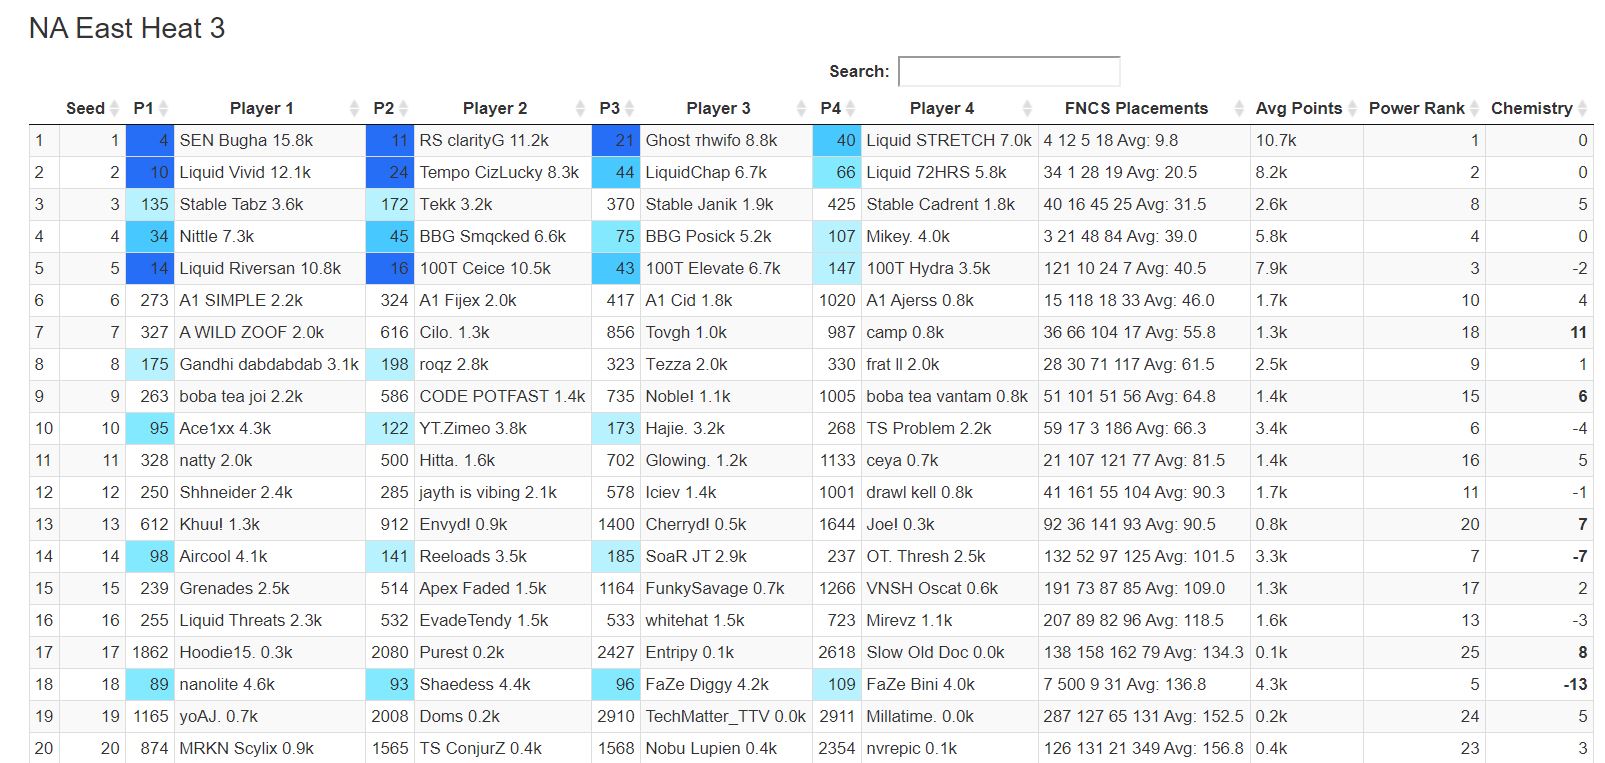 NA East Heat 3
Search:
Seed P1 Player 1 P2 Player 2 P3 Player 3 P4 Player 4 FNCS Placements Avg Points Power Rank Chemistry
1 1 4 SEN Bugha 15.8k 11 RS clarityG 11.2k 21 Ghost тhwifo 8.8k 40 Liquid STRETCH 7.0k 4 12 5 18 Avg: 9.8 10.7k 1 0
2 2 10 Liquid Vivid 12.1k 24 Tempo CizLucky 8.3k 44 LiquidChap 6.7k 66 Liquid 72HRS 5.8k 34 1 28 19 Avg: 20.5 8.2k 2 0
3 3 135 Stable Tabz 3.6k 172 Tekk 3.2k 370 Stable Janik 1.9k 425 Stable Cadrent 1.8k 40 16 45 25 Avg: 31.5 2.6k 8 5
4 4 34 Nittle 7.3k 45 BBG Smqcked 6.6k 75 BBG Posick 5.2k 107 Mikey. 4.0k 3 21 48 84 Avg: 39.0 5.8k 4 0
5 5 14 Liquid Riversan 10.8k 16 100T Ceice 10.5k 43 100T Elevate 6.7k 147 100T Hydra 3.5k 121 10 24 7 Avg: 40.5 7.9k 3 -2
6 6 273 A1 SIMPLE 2.2k 324 A1 Fijex 2.0k 417 A1 Cid 1.8k 1020 A1 Ajerss 0.8k 15 118 18 33 Avg: 46.0 1.7k 10 4
7 7 327 A WILD ZOOF 2.0k 616 Cilo. 1.3k 856 Tovgh 1.0k 987 camp 0.8k 36 66 104 17 Avg: 55.8 1.3k 18 11
8 8 175 Gandhi dabdabdab 3.1k 198 roqz 2.8k 323 Tezza 2.0k 330 frat ll 2.0k 28 30 71 117 Avg: 61.5 2.5k 9 1
9 9 263 boba tea joi 2.2k 586 CODE POTFAST 1.4k 735 Noble! 1.1k 1005 boba tea vantam 0.8k 51 101 51 56 Avg: 64.8 1.4k 15 6
10 10 95 Ace1xx 4.3k 122 YT.Zimeo 3.8k 173 Hajie. 3.2k 268 TS Problem 2.2k 59 17 3 186 Avg: 66.3 3.4k 6 -4
11 11 328 natty 2.0k 500 Hitta. 1.6k 702 Glowing. 1.2k 1133 ceya 0.7k 21 107 121 77 Avg: 81.5 1.4k 16 5
12 12 250 Shhneider 2.4k 285 jayth is vibing 2.1k 578 Iciev 1.4k 1001 drawl kell 0.8k 41 161 55 104 Avg: 90.3 1.7k 11 -1
13 13 612 Khuu! 1.3k 912 Envyd! 0.9k 1400 Cherryd! 0.5k 1644 Joe! 0.3k 92 36 141 93 Avg: 90.5 0.8k 20 7
14 14 98 Aircool 4.1k 141 Reeloads 3.5k 185 SoaR JT 2.9k 237 OT. Thresh 2.5k 132 52 97 125 Avg: 101.5 3.3k 7 -7
15 15 239 Grenades 2.5k 514 Apex Faded 1.5k 1164 FunkySavage 0.7k 1266 VNSH Oscat 0.6k 191 73 87 85 Avg: 109.0 1.3k 17 2
16 16 255 Liquid Threats 2.3k 532 EvadeTendy 1.5k 533 whitehat 1.5k 723 Mirevz 1.1k 207 89 82 96 Avg: 118.5 1.6k 13 -3
17 17 1862 Hoodie15. 0.3k 2080 Purest 0.2k 2427 Entripy 0.1k 2618 Slow Old Doc 0.0k 138 158 162 79 Avg: 134.3 0.1k 25 8
18 18 89 nanolite 4.6k 93 Shaedess 4.4k 96 FaZe Diggy 4.2k 109 FaZe Bini 4.0k 7 500 9 31 Avg: 136.8 4.3k 5 -13
19 19 1165 yoAJ. 0.7k 2008 Doms 0.2k 2910 TechMatter_TTV 0.0k 2911 Millatime. 0.0k 287 127 65 131 Avg: 152.5 0.2k 24 5
20 20 874 MRKN Scylix 0.9k 1565 TS ConjurZ 0.4k 1568 Nobu Lupien 0.4k 2354 nvrepic 0.1k 126 131 21 349 Avg: 156.8 0.4k 23 3